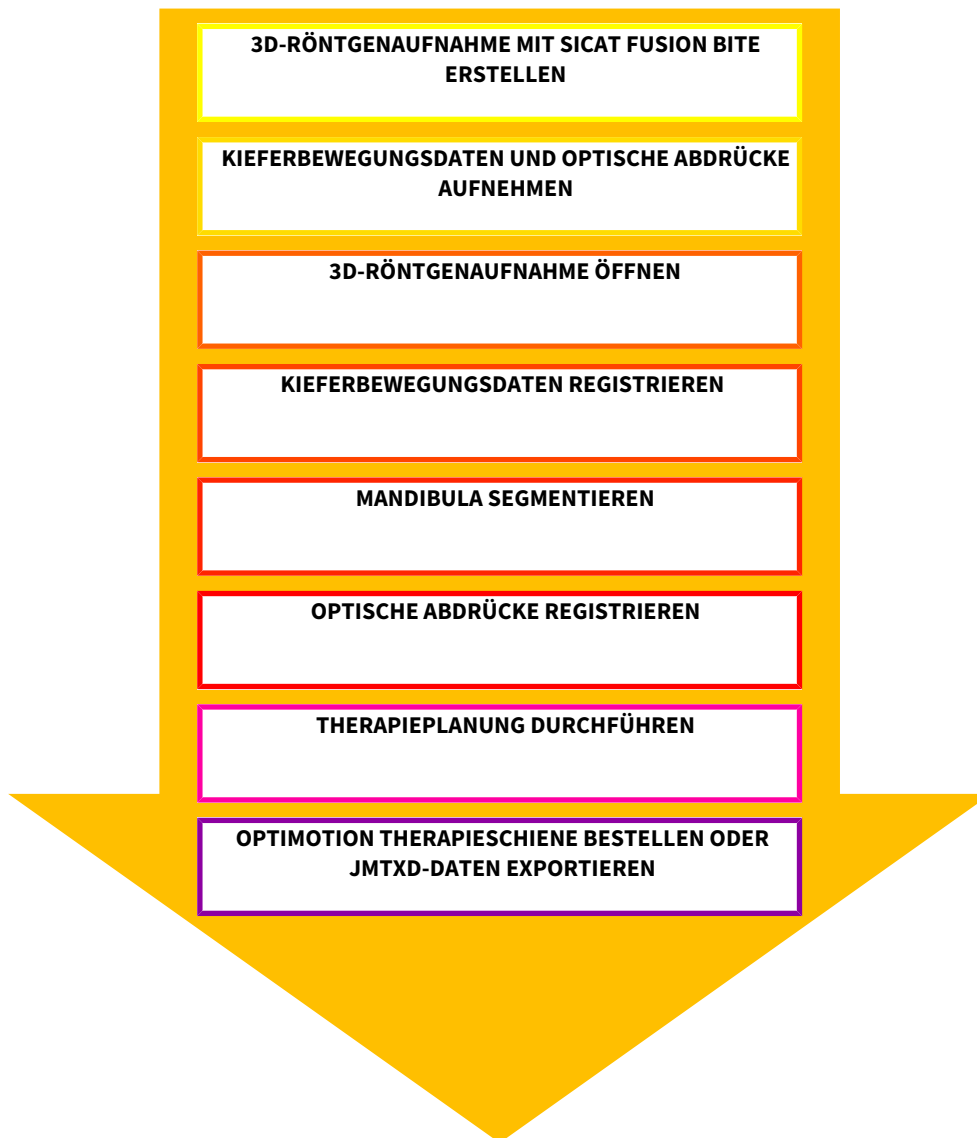 3D-RÖNTGENAUFNAHME MIT SICAT FUSION BITE
ERSTELLEN
KIEFERBEWEGUNGSDATEN UND OPTISCHE ABDRÜCKE
AUFNEHMEN
3D-RÖNTGENAUFNAHME ÖFFNEN
KIEFERBEWEGUNGSDATEN REGISTRIEREN
MANDIBULA SEGMENTIEREN
OPTISCHE ABDRÜCKE REGISTRIEREN
THERAPIEPLANUNG DURCHFÜHREN
OPTIMOTION THERAPIESCHIENE BESTELLEN ODER
JMTXD-DATEN EXPORTIEREN